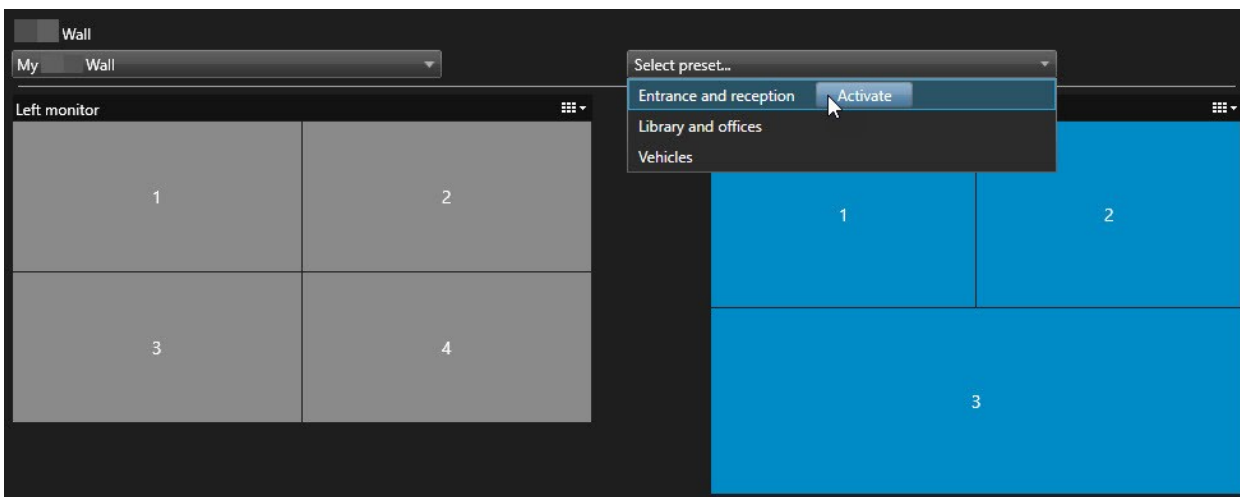 Wall
My Wall
Select preset...
Entrance and reception Activate
Library and offices
Vehicles
Left monitor
1 2
3 4
1 2
3